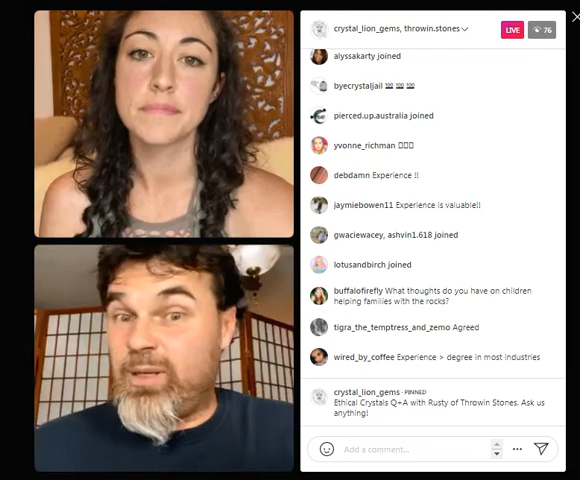 crystal_lion_gems, throwin.stones
LIVE
76
alyssakarty joined
byecrystaljail 💯 💯 💯
pierced.up.australia joined
yvonne_richman
debdamn Experience !!
jaymiebowen11 Experience is valuable!!
gwaciewacey, ashvin1.618 joined
lotusandbirch joined
buffalofirefly What thoughts do you have on children
helping families with the rocks?
tigra_the_temptress_and_zemo Agreed
wired_by_coffee Experience > degree in most industries
crystal_lion_gems · PINNED
Ethical Crystals Q+A with Rusty of Throwin Stones. Ask us
anything!
Add a comment...